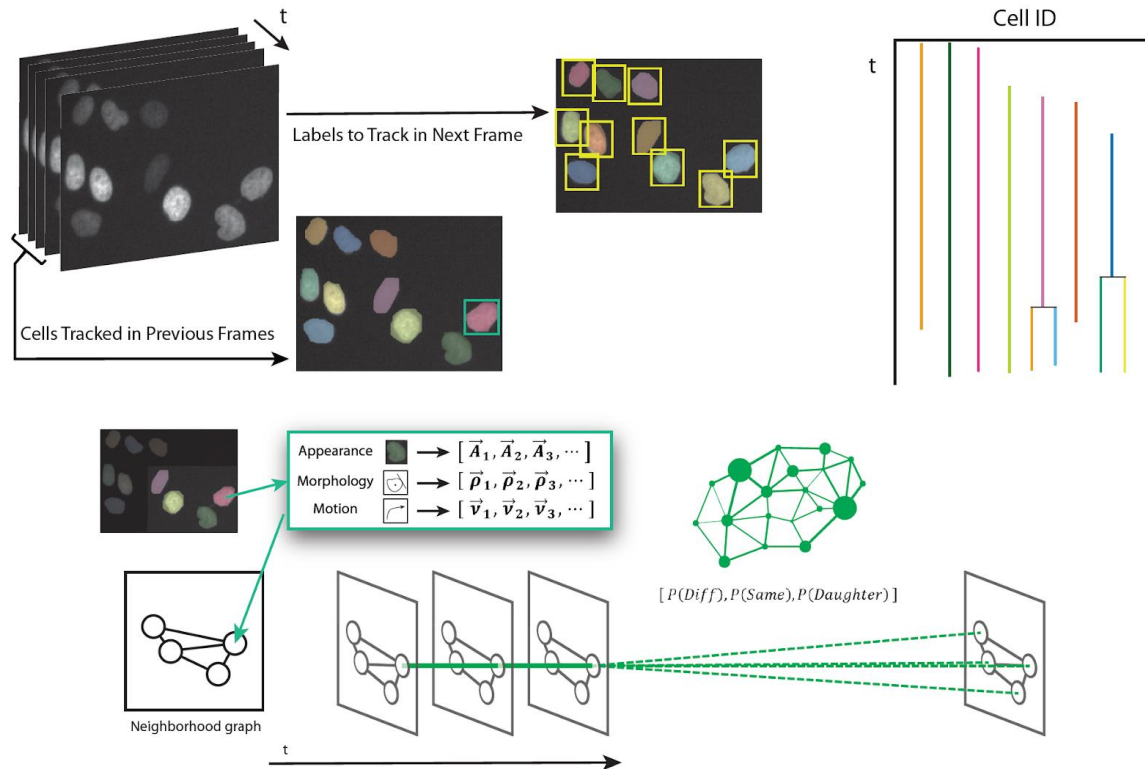 t
Cell ID
t
Labels to Track in Next Frame
Cells Tracked in Previous Frames
Appearance [ A⃗₁, A⃗₂, A⃗₃, ⋯ ]
Morphology [ ρ⃗₁, ρ⃗₂, ρ⃗₃, ⋯ ]
Motion [ v⃗₁, v⃗₂, v⃗₃, ⋯ ]
[ P(Diff), P(Same), P(Daughter) ]
Neighborhood graph
t